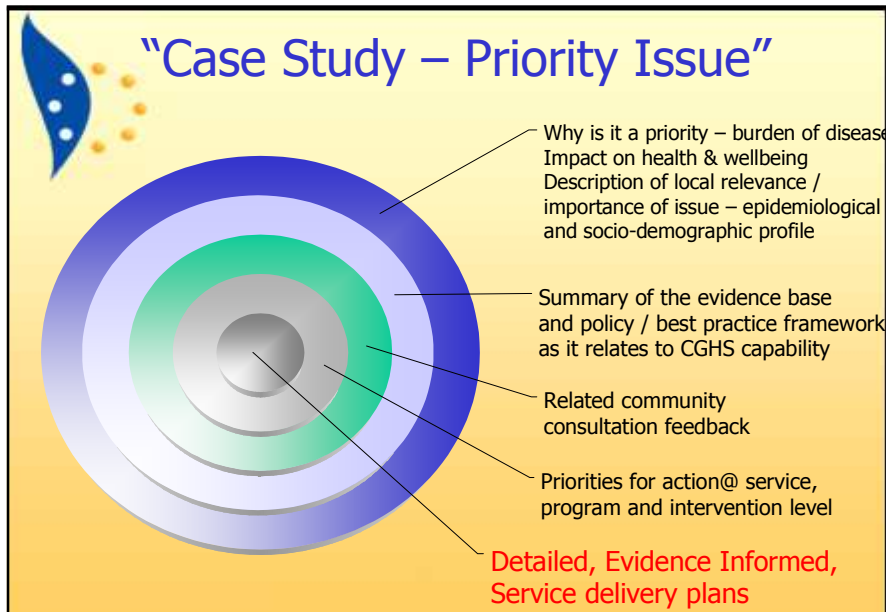 “Case Study – Priority Issue”
Why is it a priority – burden of disease
Impact on health & wellbeing
Description of local relevance /
importance of issue – epidemiological
and socio-demographic profile
Summary of the evidence base
and policy / best practice framework
as it relates to CGHS capability
Related community
consultation feedback
Priorities for action@ service,
program and intervention level
Detailed, Evidence Informed,
Service delivery plans